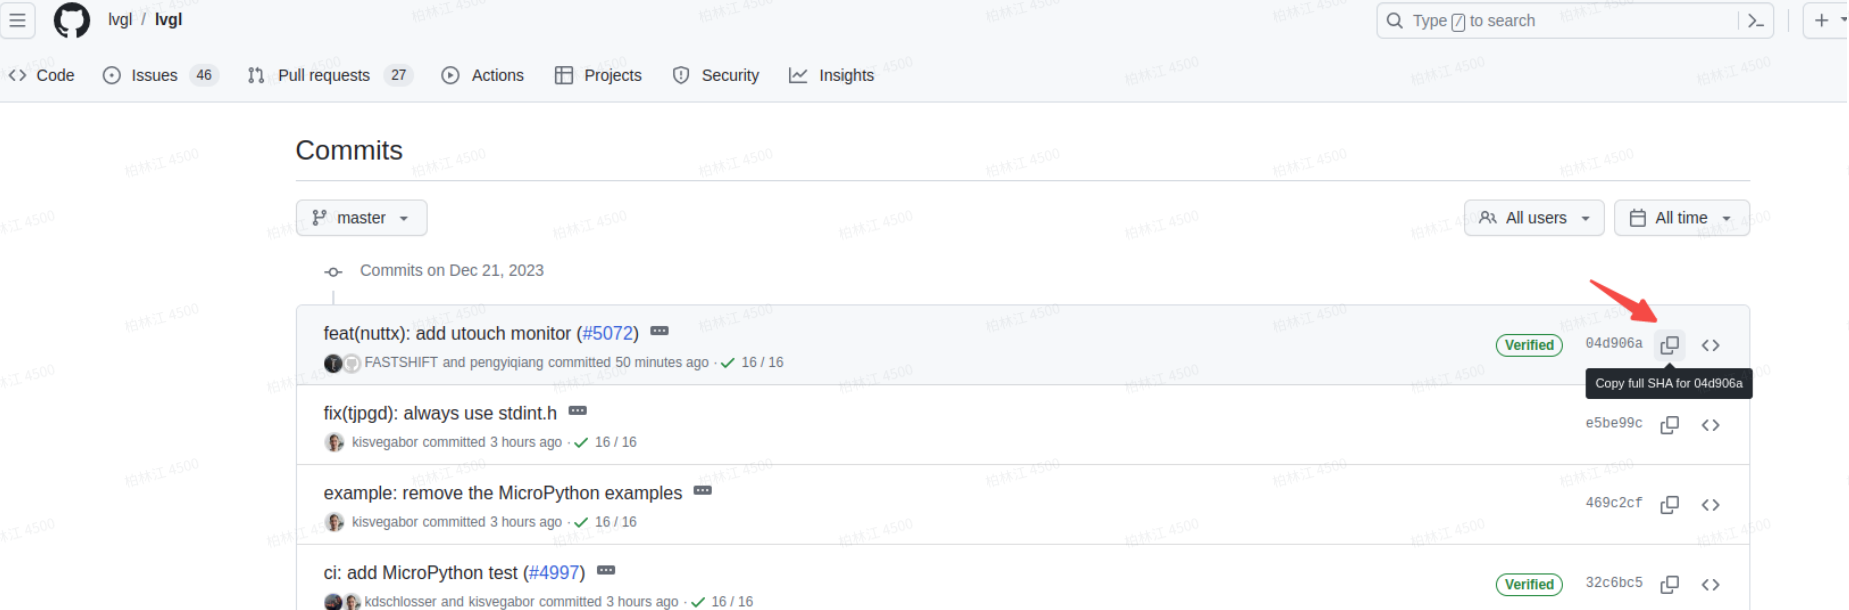 lvgl / lvgl
Type / to search
Code
Issues 46
Pull requests 27
Actions
Projects
Security
Insights
Commits
master
All users
All time
Commits on Dec 21, 2023
feat(nuttx): add utouch monitor (#5072)
FASTSHIFT and pengyiqiang committed 50 minutes ago · 16 / 16
Verified
04d906a
Copy full SHA for 04d906a
fix(tjpgd): always use stdint.h
kisvegabor committed 3 hours ago · 16 / 16
e5be99c
example: remove the MicroPython examples
kisvegabor committed 3 hours ago · 16 / 16
469c2cf
ci: add MicroPython test (#4997)
kdschlosser and kisvegabor committed 3 hours ago · 16 / 16
Verified
32c6bc5
柏林江 4500